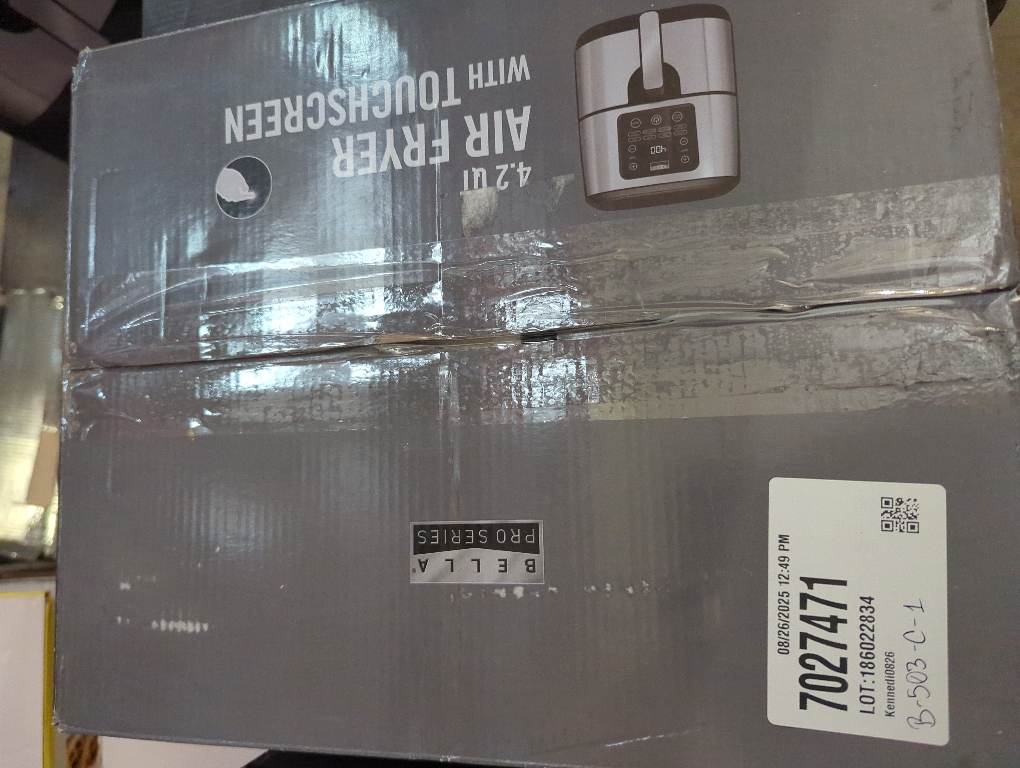 4.2 qt
AIR FRYER
WITH TOUCHSCREEN
BELLA®
PRO SERIES
08/26/2025 12:49 PM
7027471
LOT:186022834
Kennedi0826
B-503-C-1